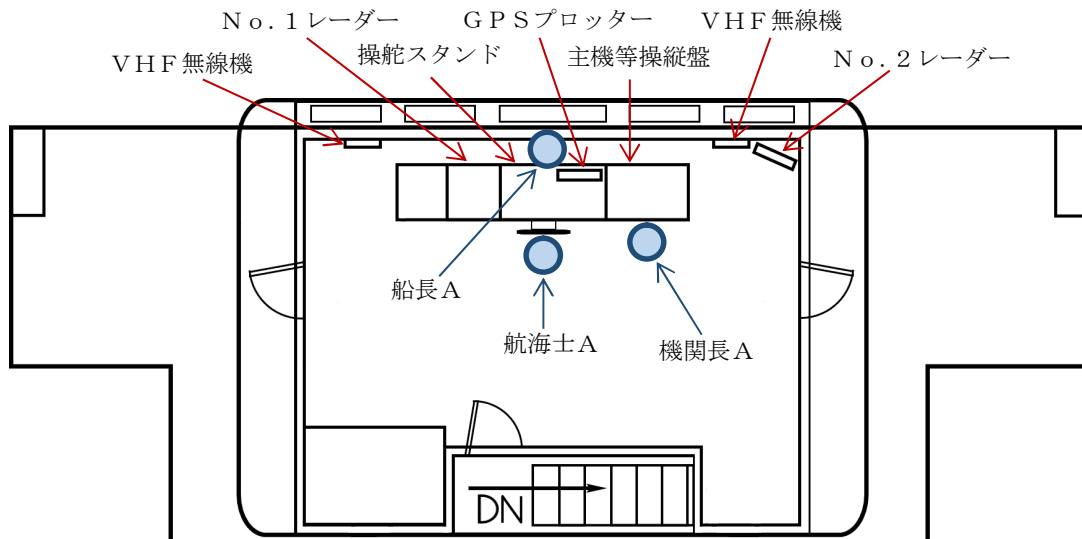 No.1レーダー
GPSプロッター
VHF無線機
操舵スタンド
主機等操縦盤
No.2レーダー
VHF無線機
船長A
航海士A
機関長A
DN